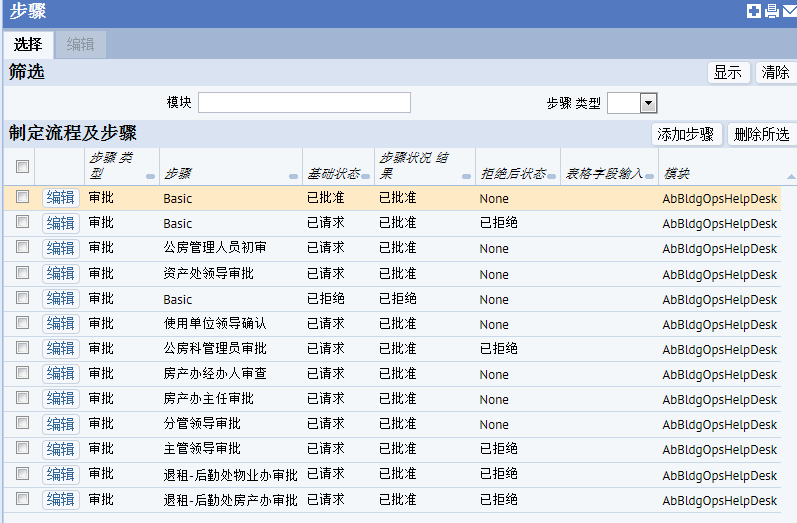 步骤
选择 编辑
筛选 显示 清除
模块 步骤 类型
制定流程及步骤 添加步骤 删除所选
步骤 类型 步骤 基础状态 步骤状况 结果 拒绝后状态 表格字段输入 模块
编辑 审批 Basic 已批准 已批准 None AbBldgOpsHelpDesk
编辑 审批 Basic 已请求 已批准 已拒绝 AbBldgOpsHelpDesk
编辑 审批 公房管理人员初审 已请求 已批准 None AbBldgOpsHelpDesk
编辑 审批 资产处领导审批 已请求 已批准 None AbBldgOpsHelpDesk
编辑 审批 Basic 已拒绝 已拒绝 None AbBldgOpsHelpDesk
编辑 审批 使用单位领导确认 已请求 已批准 None AbBldgOpsHelpDesk
编辑 审批 公房科管理员审批 已请求 已批准 已拒绝 AbBldgOpsHelpDesk
编辑 审批 房产办经办人审查 已请求 已批准 None AbBldgOpsHelpDesk
编辑 审批 房产办主任审批 已请求 已批准 None AbBldgOpsHelpDesk
编辑 审批 分管领导审批 已请求 已批准 None AbBldgOpsHelpDesk
编辑 审批 主管领导审批 已请求 已批准 已拒绝 AbBldgOpsHelpDesk
编辑 审批 退租-后勤处物业办审批 已请求 已批准 已拒绝 AbBldgOpsHelpDesk
编辑 审批 退租-后勤处房产办审批 已请求 已批准 已拒绝 AbBldgOpsHelpDesk